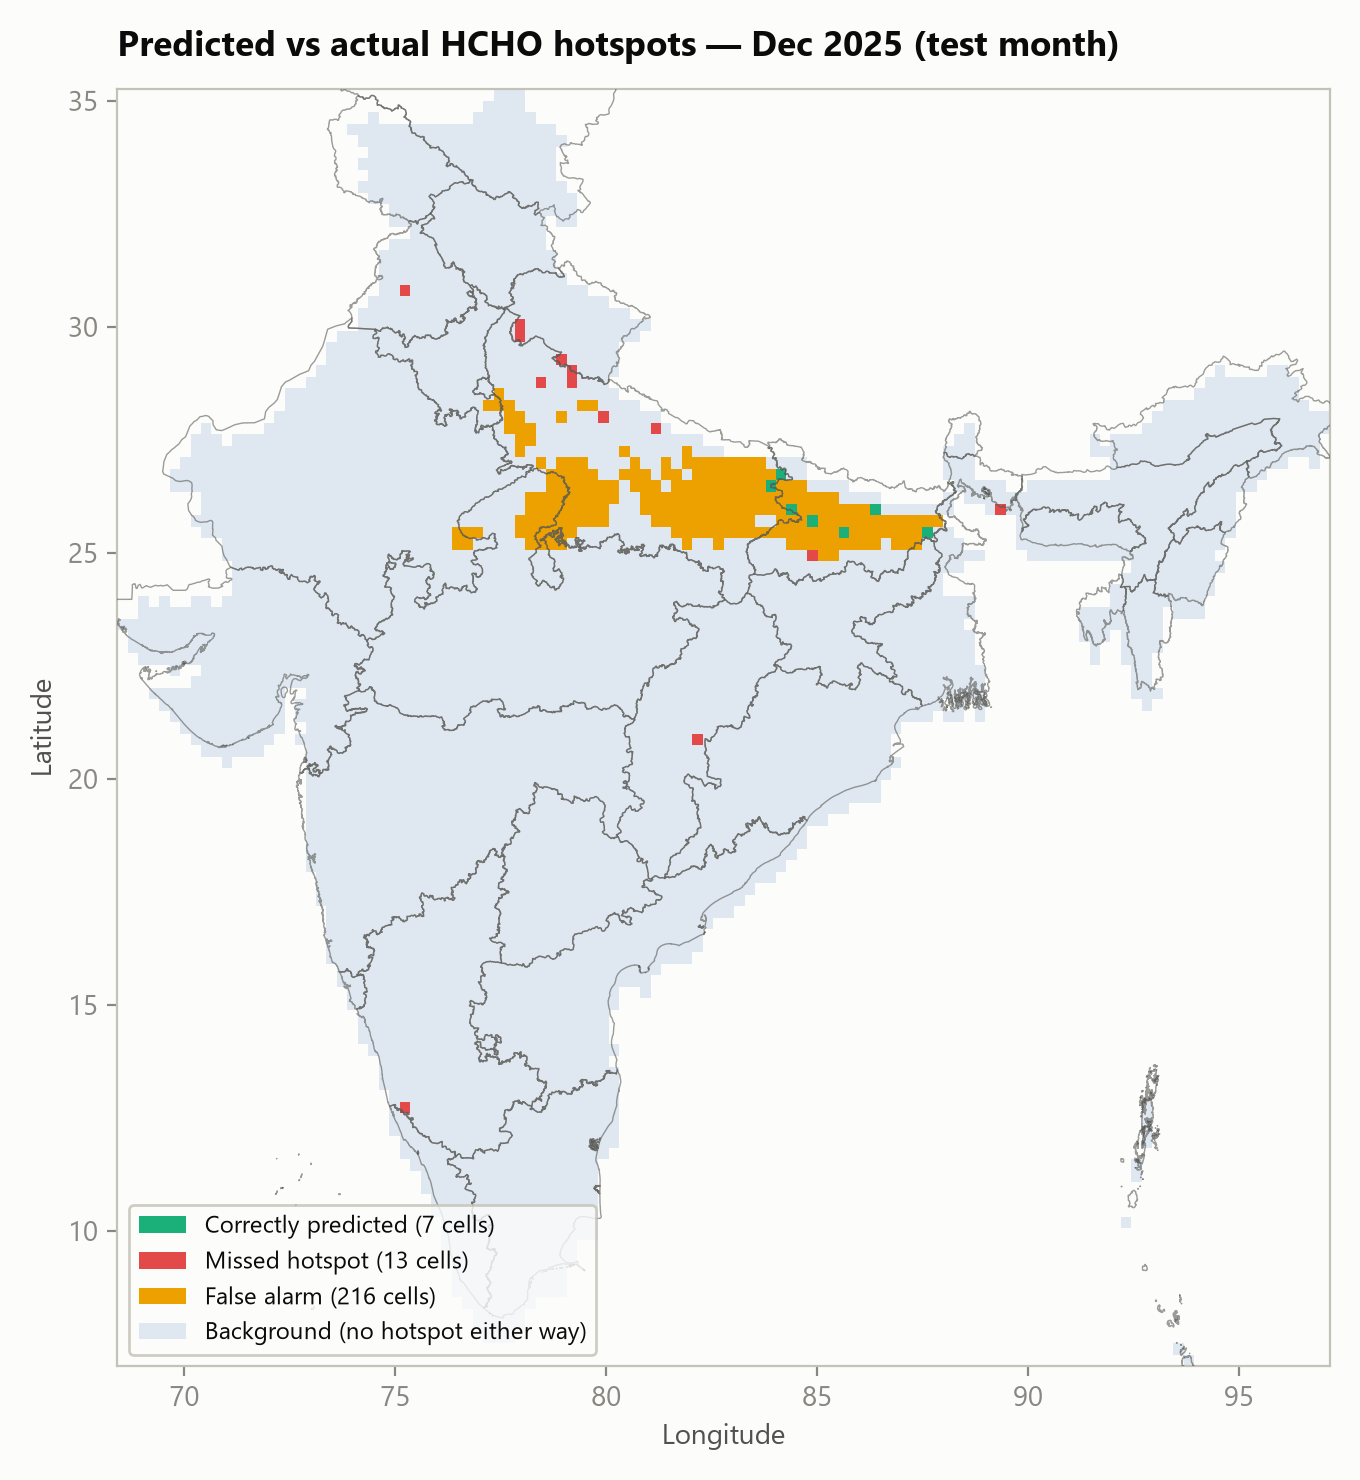 Predicted vs actual HCHO hotspots — Dec 2025 (test month)
35
30
25
20
15
10
Latitude
Correctly predicted (7 cells)
Missed hotspot (13 cells)
False alarm (216 cells)
Background (no hotspot either way)
70 75 80 85 90 95
Longitude